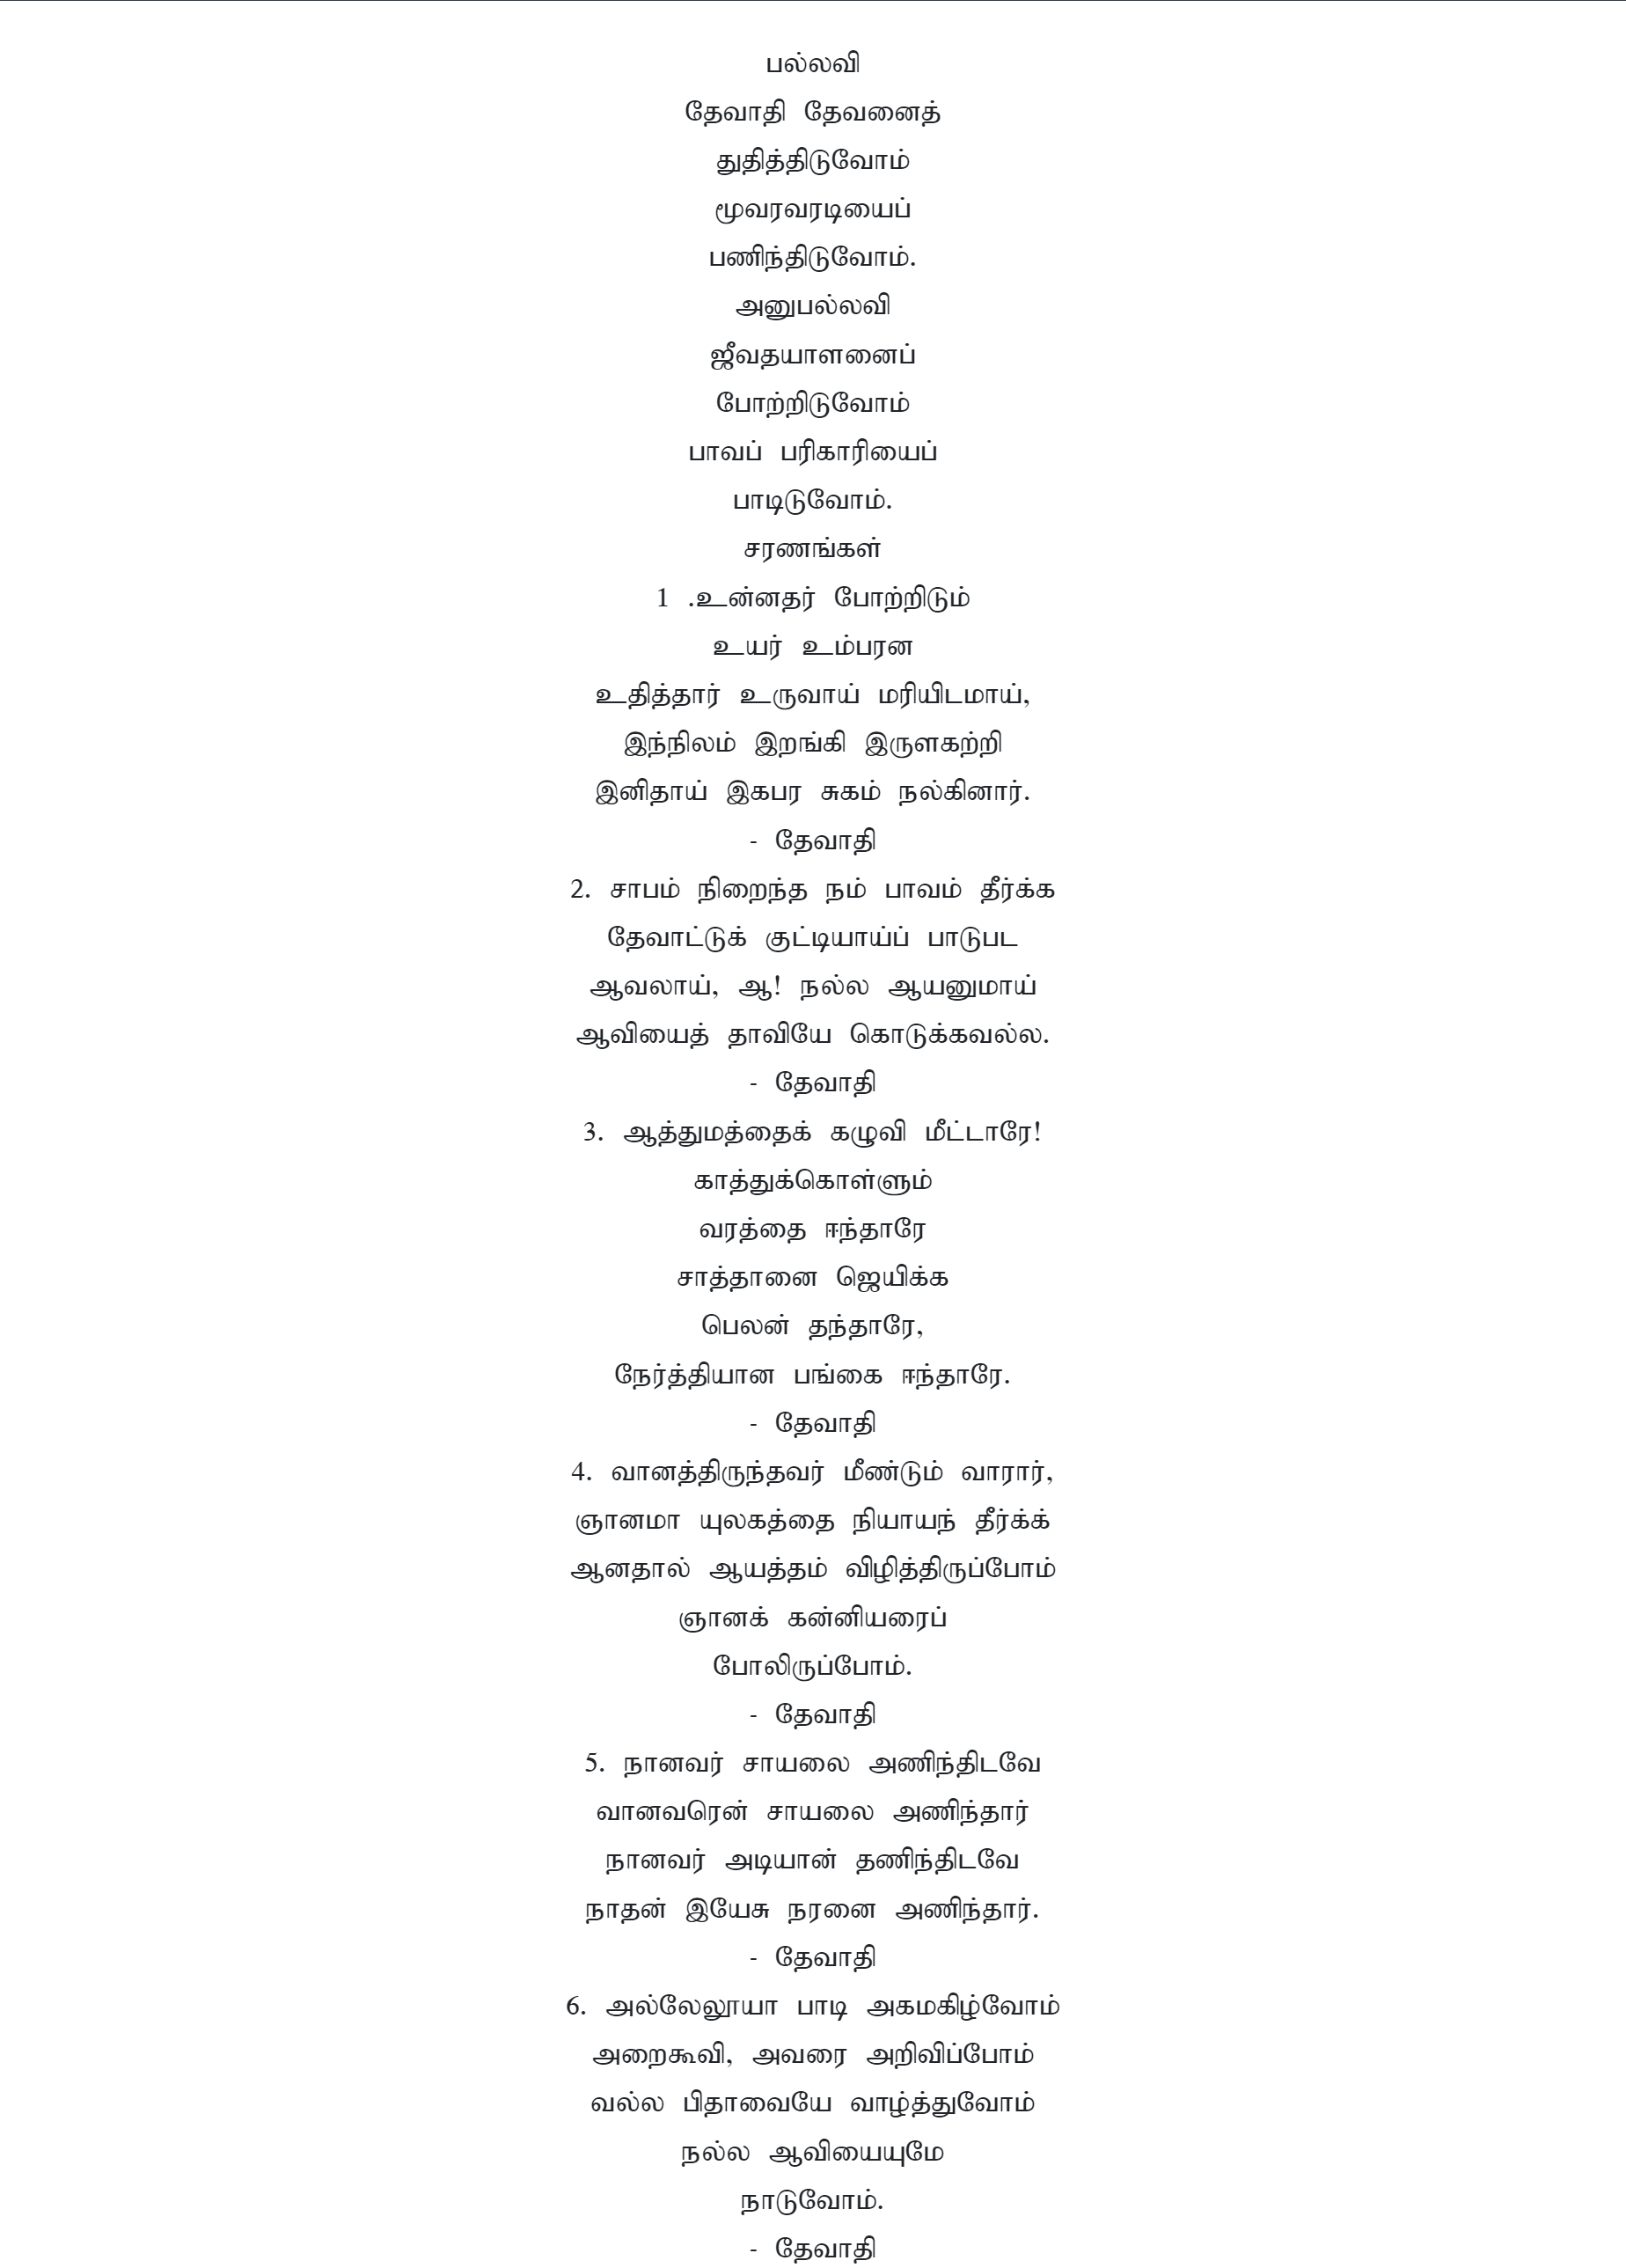 பல்லவி
தேவாதி தேவனைத்
துதித்திடுவோம்
மூவரவரடியைப்
பணிந்திடுவோம்.
அனுபல்லவி
ஜீவதயாளனைப்
போற்றிடுவோம்
பாவப் பரிகாரியைப்
பாடிடுவோம்.
சரணங்கள்
1 .உன்னதர் போற்றிடும்
உயர் உம்பரன
உதித்தார் உருவாய் மரியிடமாய்,
இந்நிலம் இறங்கி இருளகற்றி
இனிதாய் இகபர சுகம் நல்கினார்.
- தேவாதி
2. சாபம் நிறைந்த நம் பாவம் தீர்க்க
தேவாட்டுக் குட்டியாய்ப் பாடுபட
ஆவலாய், ஆ! நல்ல ஆயனுமாய்
ஆவியைத் தாவியே கொடுக்கவல்ல.
- தேவாதி
3. ஆத்துமத்தைக் கழுவி மீட்டாரே!
காத்துக்கொள்ளும்
வரத்தை ஈந்தாரே
சாத்தானை ஜெயிக்க
பெலன் தந்தாரே,
நேர்த்தியான பங்கை ஈந்தாரே.
- தேவாதி
4. வானத்திருந்தவர் மீண்டும் வாரார்,
ஞானமா யுலகத்தை நியாயந் தீர்க்க்
ஆனதால் ஆயத்தம் விழித்திருப்போம்
ஞானக் கன்னியரைப்
போலிருப்போம்.
- தேவாதி
5. நானவர் சாயலை அணிந்திடவே
வானவரென் சாயலை அணிந்தார்
நானவர் அடியான் தணிந்திடவே
நாதன் இயேசு நரனை அணிந்தார்.
- தேவாதி
6. அல்லேலூயா பாடி அகமகிழ்வோம்
அறைகூவி, அவரை அறிவிப்போம்
வல்ல பிதாவையே வாழ்த்துவோம்
நல்ல ஆவியையுமே
நாடுவோம்.
- தேவாதி